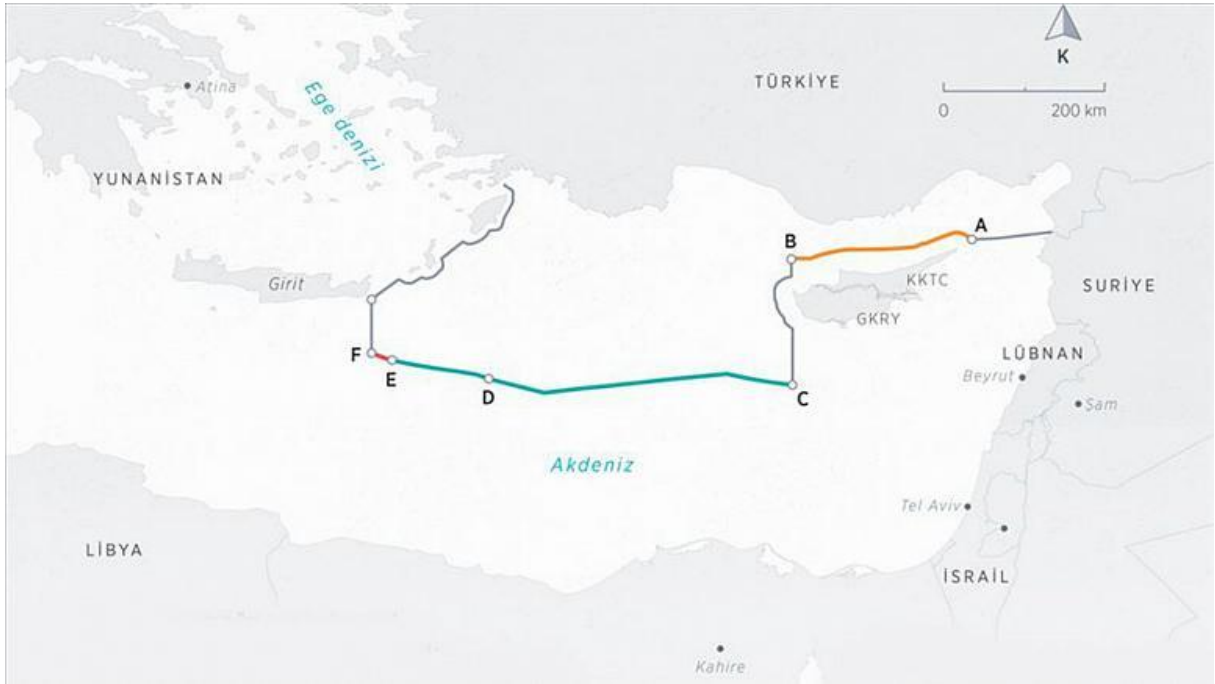 K
0 200 km
TÜRKİYE
Atina
Ege denizi
YUNANİSTAN
A
B
SURİYE
Girit
KKTC
GKRY
LÜBNAN
F
E
D
C
Beyrut
Şam
Akdeniz
Tel Aviv
LİBYA
İSRAİL
Kahire